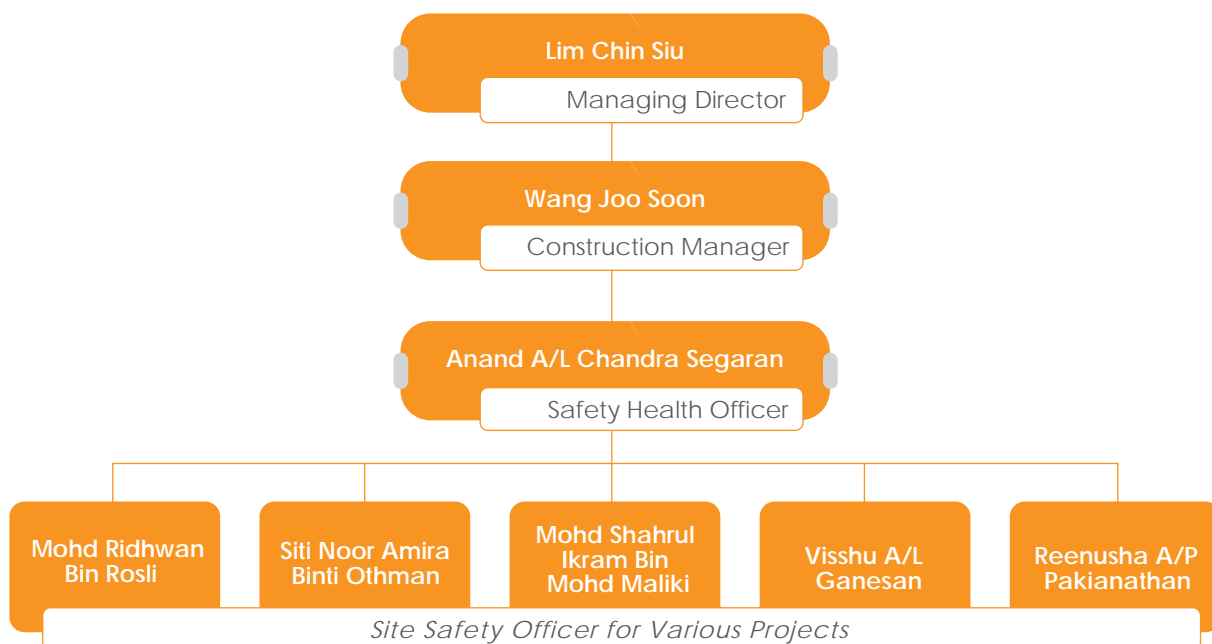 Lim Chin Siu
Managing Director
Wang Joo Soon
Construction Manager
Anand A/L Chandra Segaran
Safety Health Officer
Mohd Ridhwan
Bin Rosli
Siti Noor Amira
Binti Othman
Mohd Shahrul
Ikram Bin
Mohd Maliki
Visshu A/L
Ganesan
Reenusha A/P
Pakianathan
Site Safety Officer for Various Projects